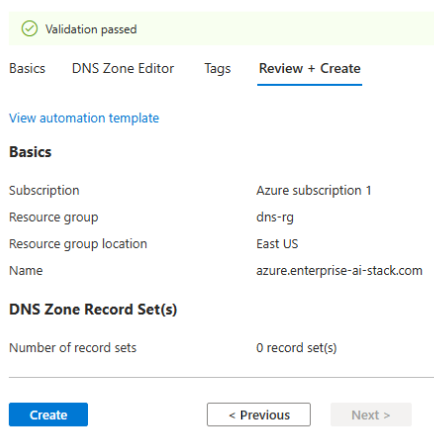 Validation passed
Basics DNS Zone Editor Tags Review + Create
View automation template
Basics
Subscription Azure subscription 1
Resource group dns-rg
Resource group location East US
Name azure.enterprise-ai-stack.com
DNS Zone Record Set(s)
Number of record sets 0 record set(s)
Create < Previous Next >